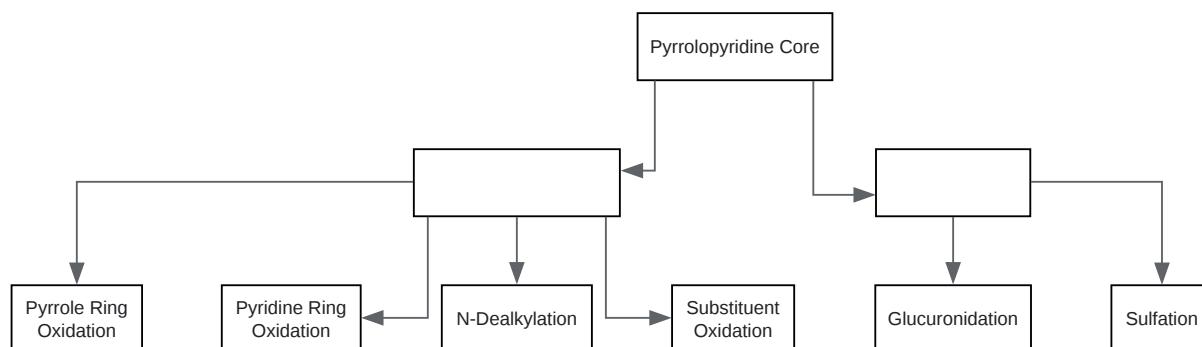 Pyrrolopyridine Core
Pyrrole Ring
Oxidation
Pyridine Ring
Oxidation
N-Dealkylation
Substituent
Oxidation
Glucuronidation
Sulfation